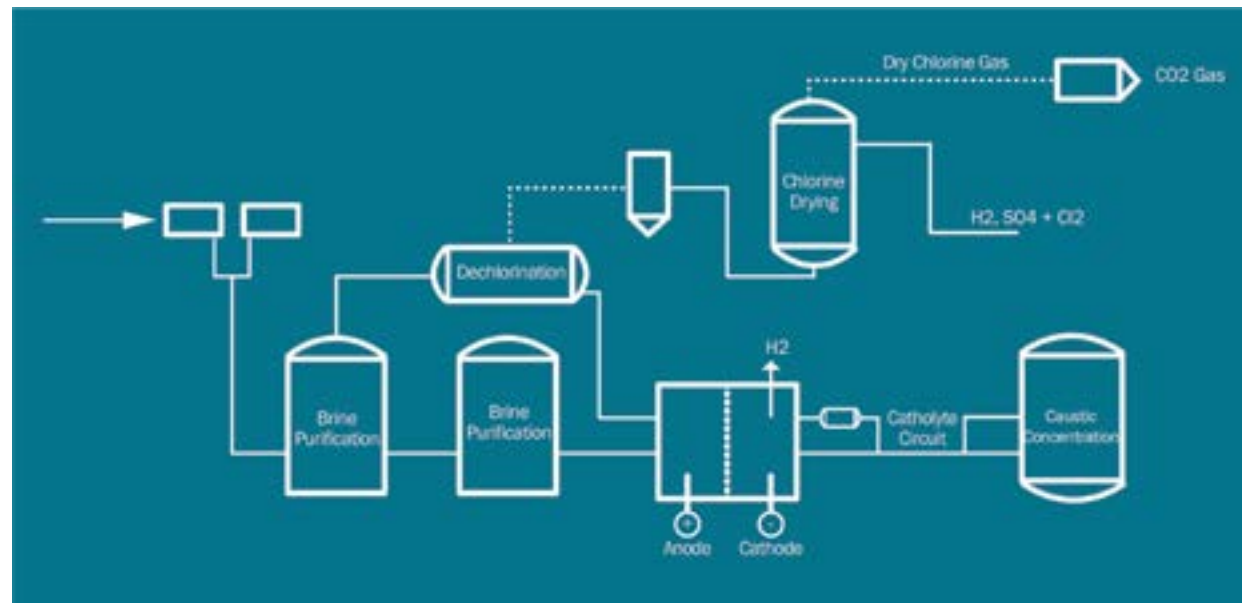 Dry Chlorine Gas
CO2 Gas
Chlorine
Drying
H2, SO4 + Cl2
Dechlorination
H2
Brine
Purification
Brine
Purification
Catholyte
Circuit
Caustic
Concentration
+
-
Anode
Cathode